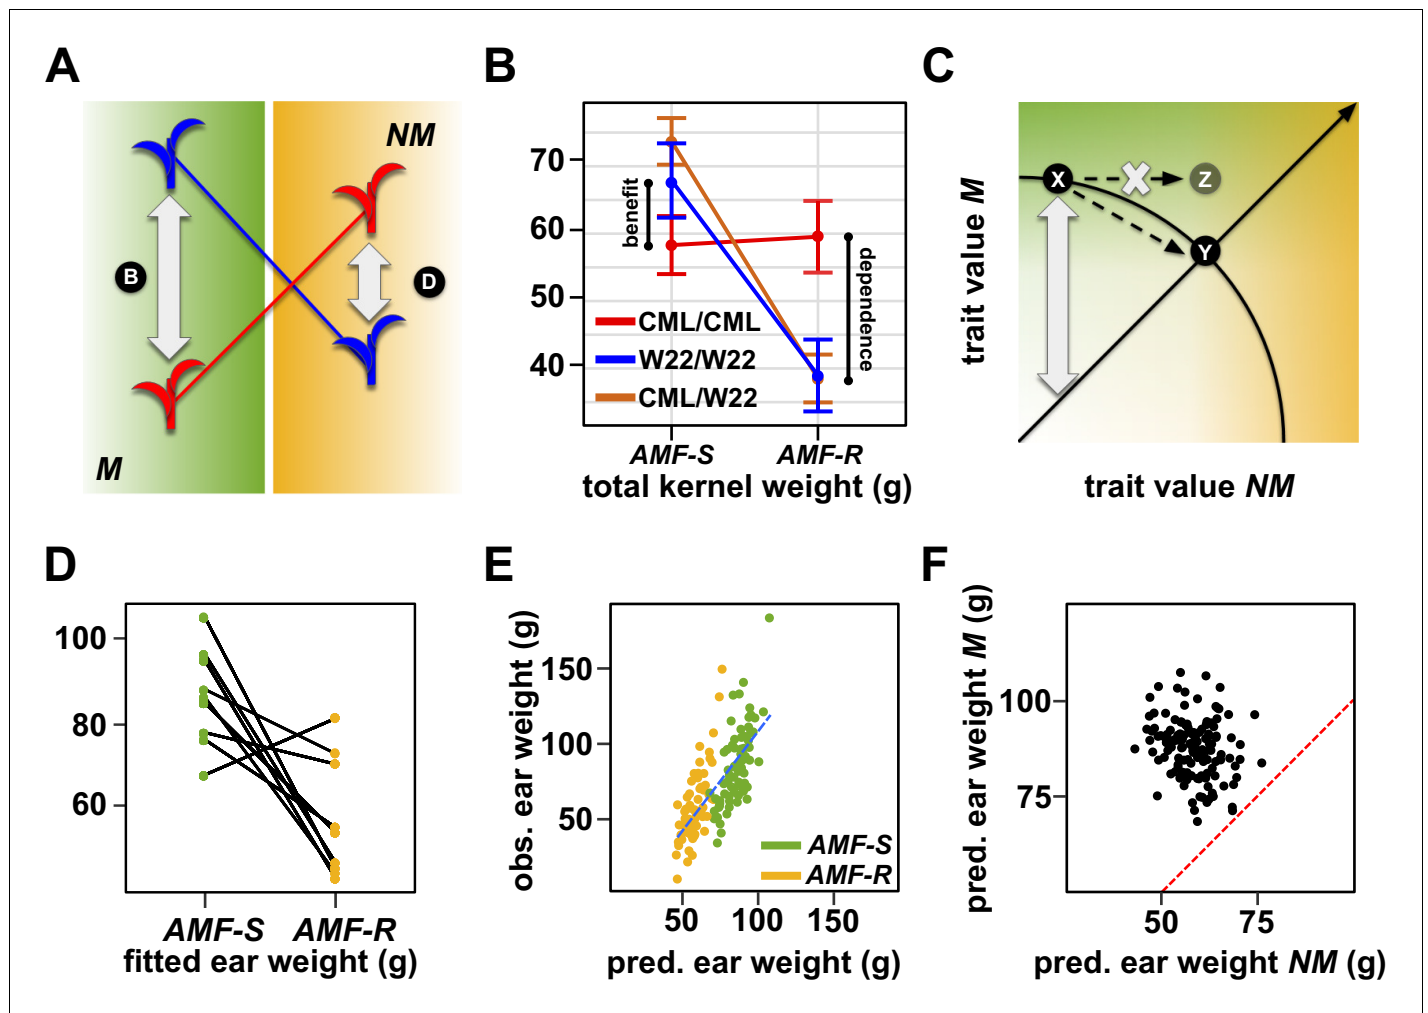 A
NM
B
D
M
B
70
60
50
40
benefit
dependence
CML/CML
W22/W22
CML/W22
AMF-S AMF-R
total kernel weight (g)
C
trait value M
X
Z
Y
trait value NM
D
100
80
60
AMF-S AMF-R
fitted ear weight (g)
E
obs. ear weight (g)
150
100
50
AMF-S
AMF-R
50 100 150
pred. ear weight (g)
F
pred. ear weight M (g)
100
75
50 75
pred. ear weight NM (g)